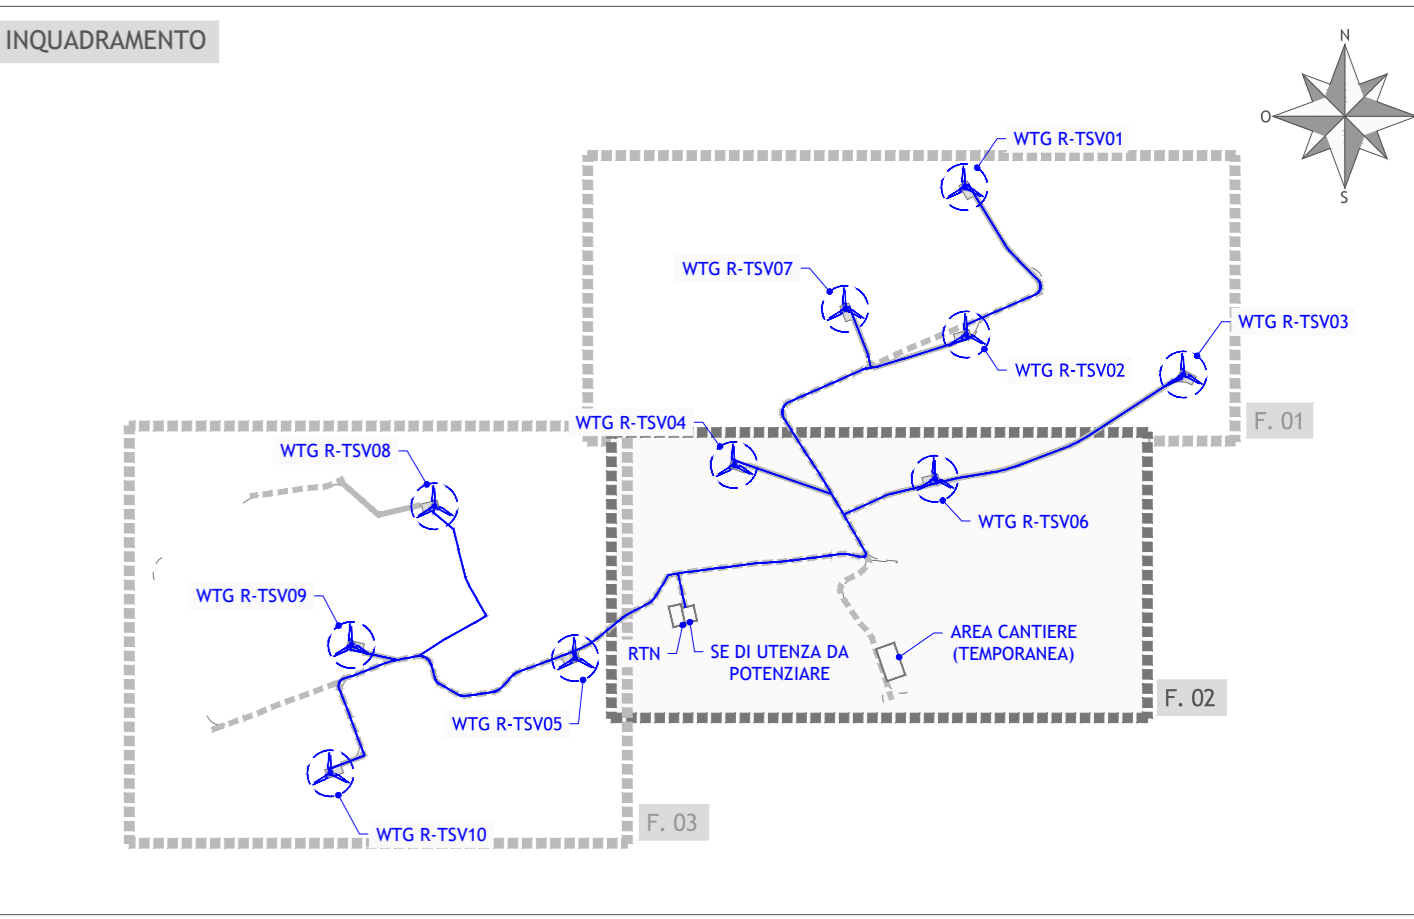 INQUADRAMENTO
N
O
S
WTG R-TSV01
WTG R-TSV07
WTG R-TSV03
WTG R-TSV02
F. 01
WTG R-TSV04
WTG R-TSV08
WTG R-TSV06
WTG R-TSV09
AREA CANTIERE
(TEMPORANEA)
RTN
SE DI UTENZA DA
POTENZIARE
F. 02
WTG R-TSV05
F. 03
WTG R-TSV10